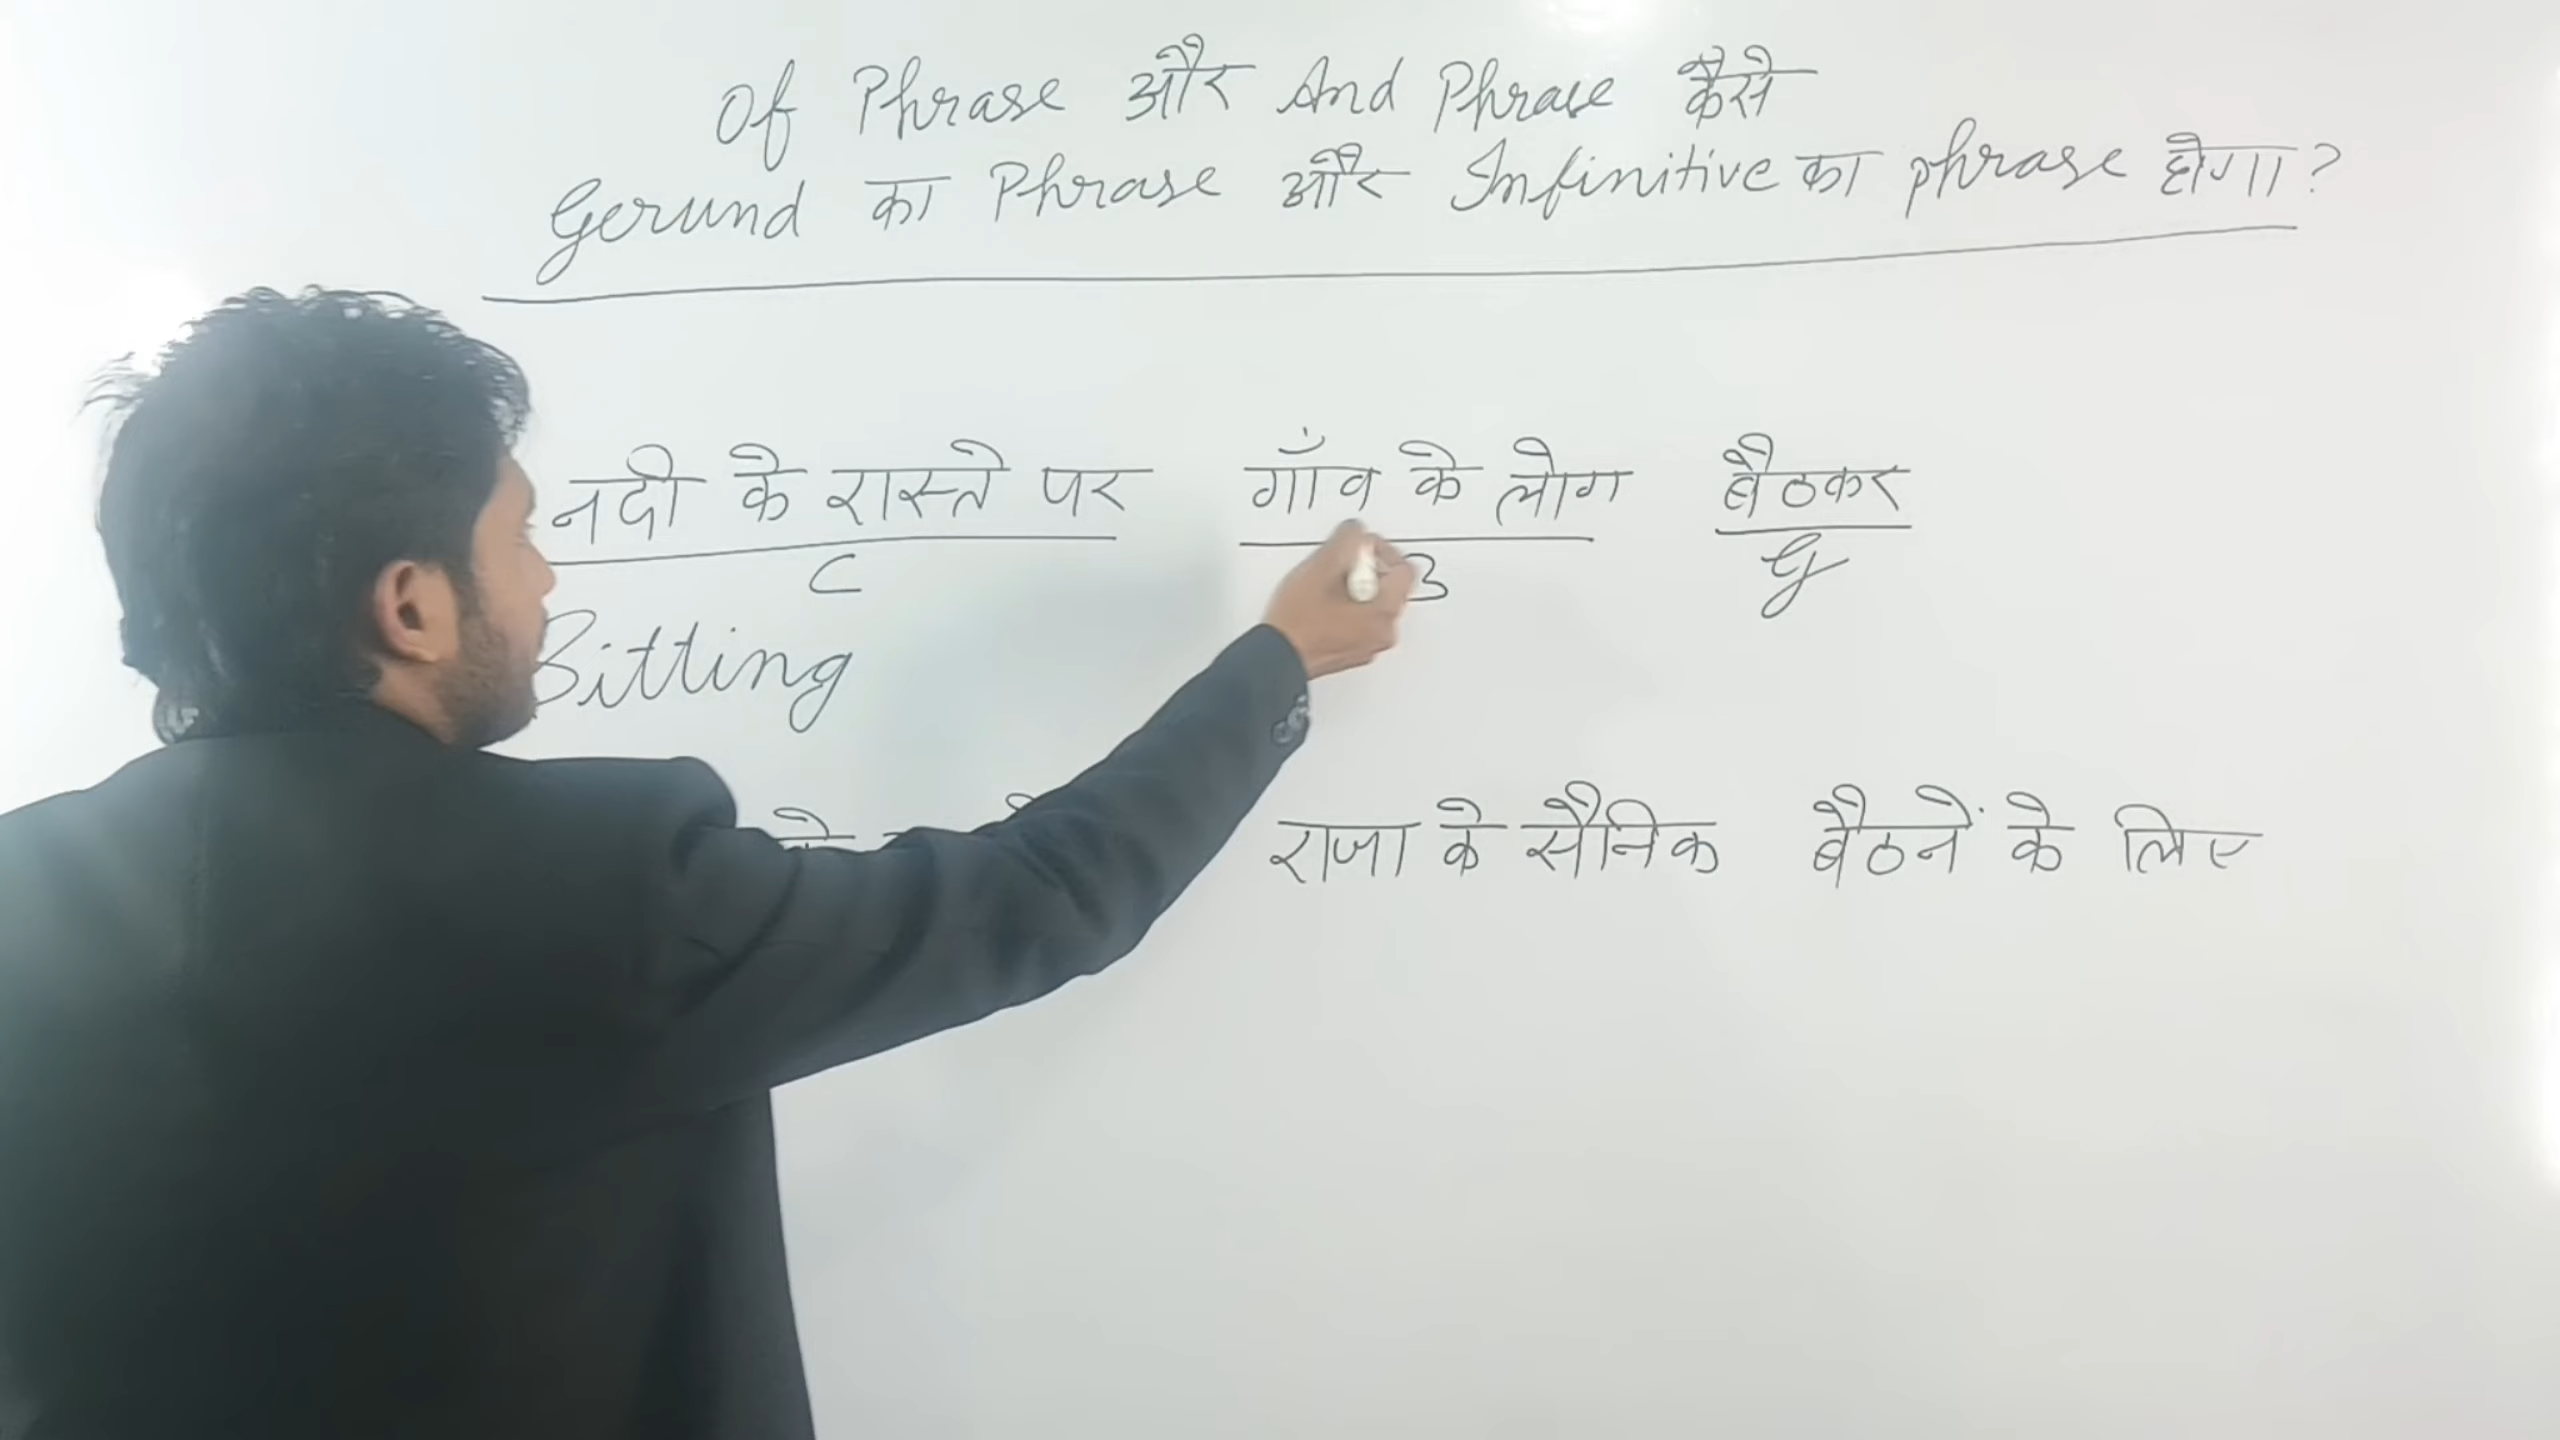 Of Phrase और And Phrase कैसे
Gerund का Phrase और Infinitive का phrase होगा?
नदी के रास्ते पर गाँव के लोग बैठकर
C B G
Sitting
राजा के सैनिक बैठनें के लिए